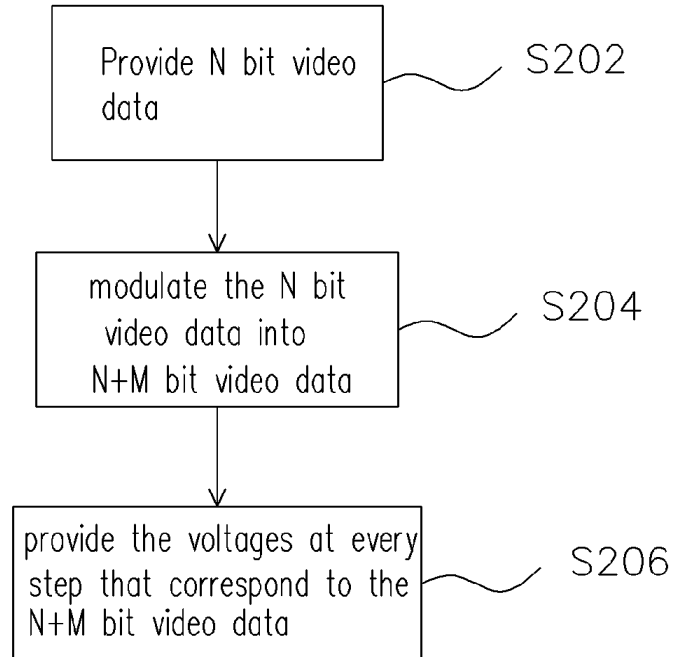 Provide N bit video
data
S202
modulate the N bit
video data into
N+M bit video data
S204
provide the voltages at every
step that correspond to the
N+M bit video data
S206